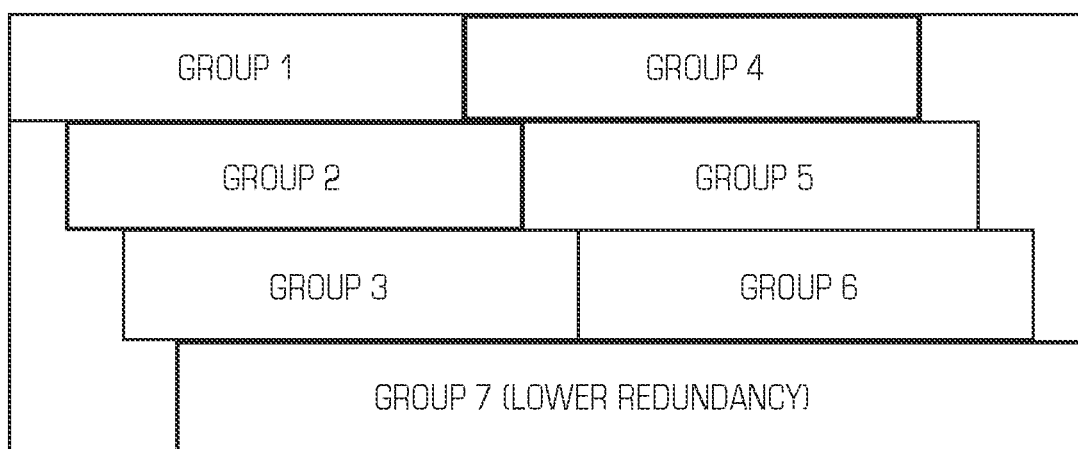 GROUP 1
GROUP 4
GROUP 2
GROUP 5
GROUP 3
GROUP 6
GROUP 7 (LOWER REDUNDANCY)